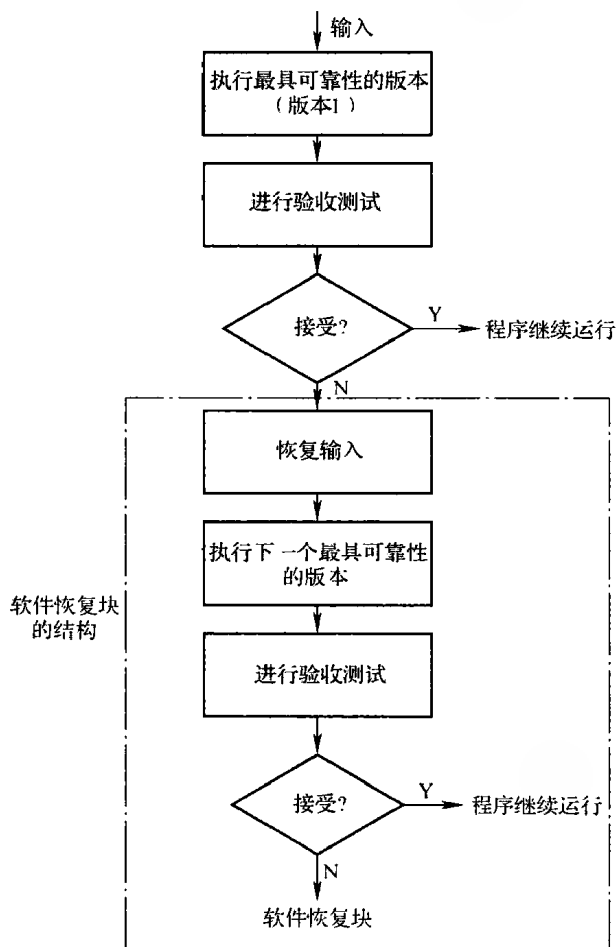 输入
执行最具可靠性的版本
（版本1）
进行验收测试
接受?
Y
程序继续运行
N
恢复输入
执行下一个最具可靠性
的版本
软件恢复块
的结构
进行验收测试
接受?
Y
程序继续运行
N
软件恢复块